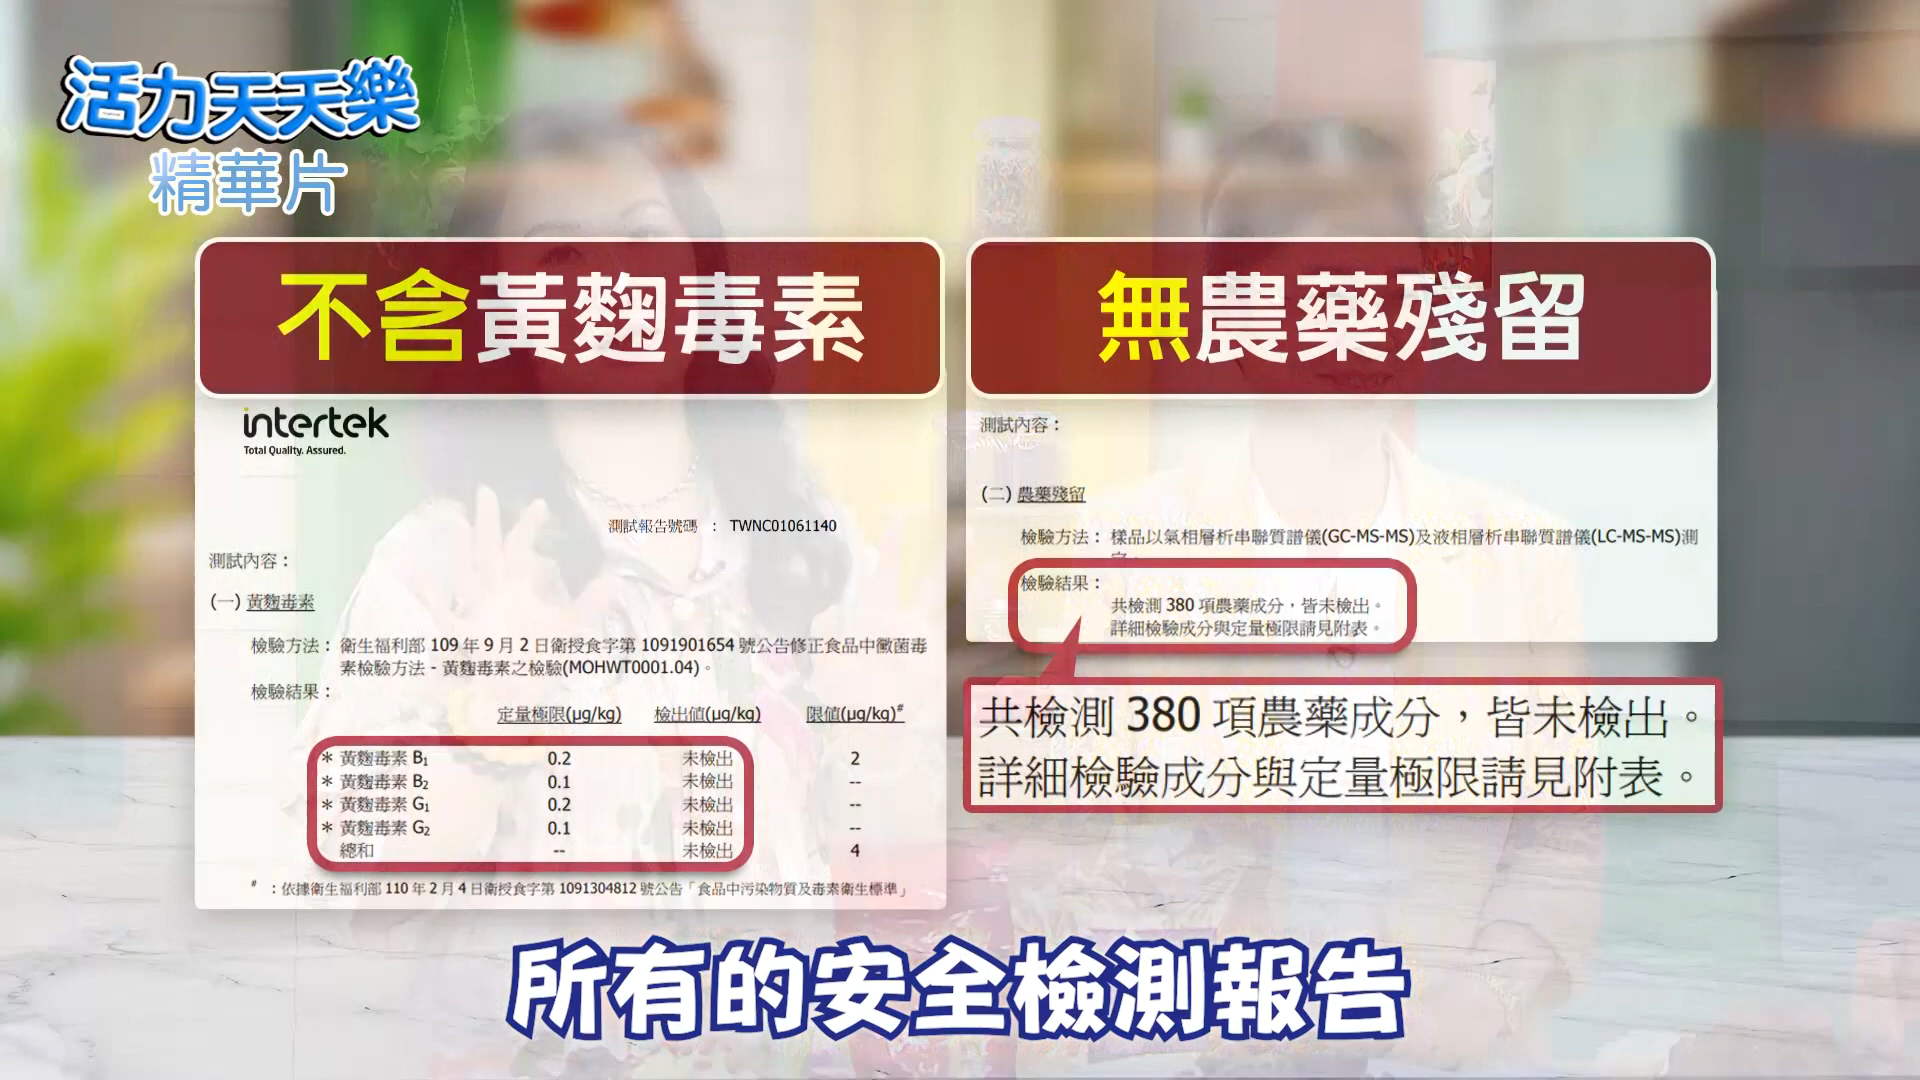 活力天天樂
精華片
不含黃麴毒素
intertek
Total Quality. Assured.
測試報告號碼 : TWNC01061140
測試內容：
(一) 黃麴毒素
檢驗方法： 衛生福利部 109 年 9 月 2 日衛授食字第 1091901654 號公告修正食品中黴菌毒
素檢驗方法 - 黃麴毒素之檢驗(MOHWT0001.04)。
檢驗結果：
定量極限(μg/kg) 檢出值(μg/kg) 限值(μg/kg)#
* 黃麴毒素 B₁ 0.2 未檢出 2
* 黃麴毒素 B₂ 0.1 未檢出 --
* 黃麴毒素 G₁ 0.2 未檢出 --
* 黃麴毒素 G₂ 0.1 未檢出 --
總和 -- 未檢出 4
# ：依據衛生福利部 110 年 2 月 4 日衛授食字第 1091304812 號公告「食品中污染物質及毒素衛生標準」
無農藥殘留
測試內容：
(二) 農藥殘留
檢驗方法： 樣品以氣相層析串聯質譜儀(GC-MS-MS)及液相層析串聯質譜儀(LC-MS-MS)測
檢驗結果：
共檢測 380 項農藥成分，皆未檢出。
詳細檢驗成分與定量極限請見附表。
共檢測 380 項農藥成分，皆未檢出。
詳細檢驗成分與定量極限請見附表。
所有的安全檢測報告